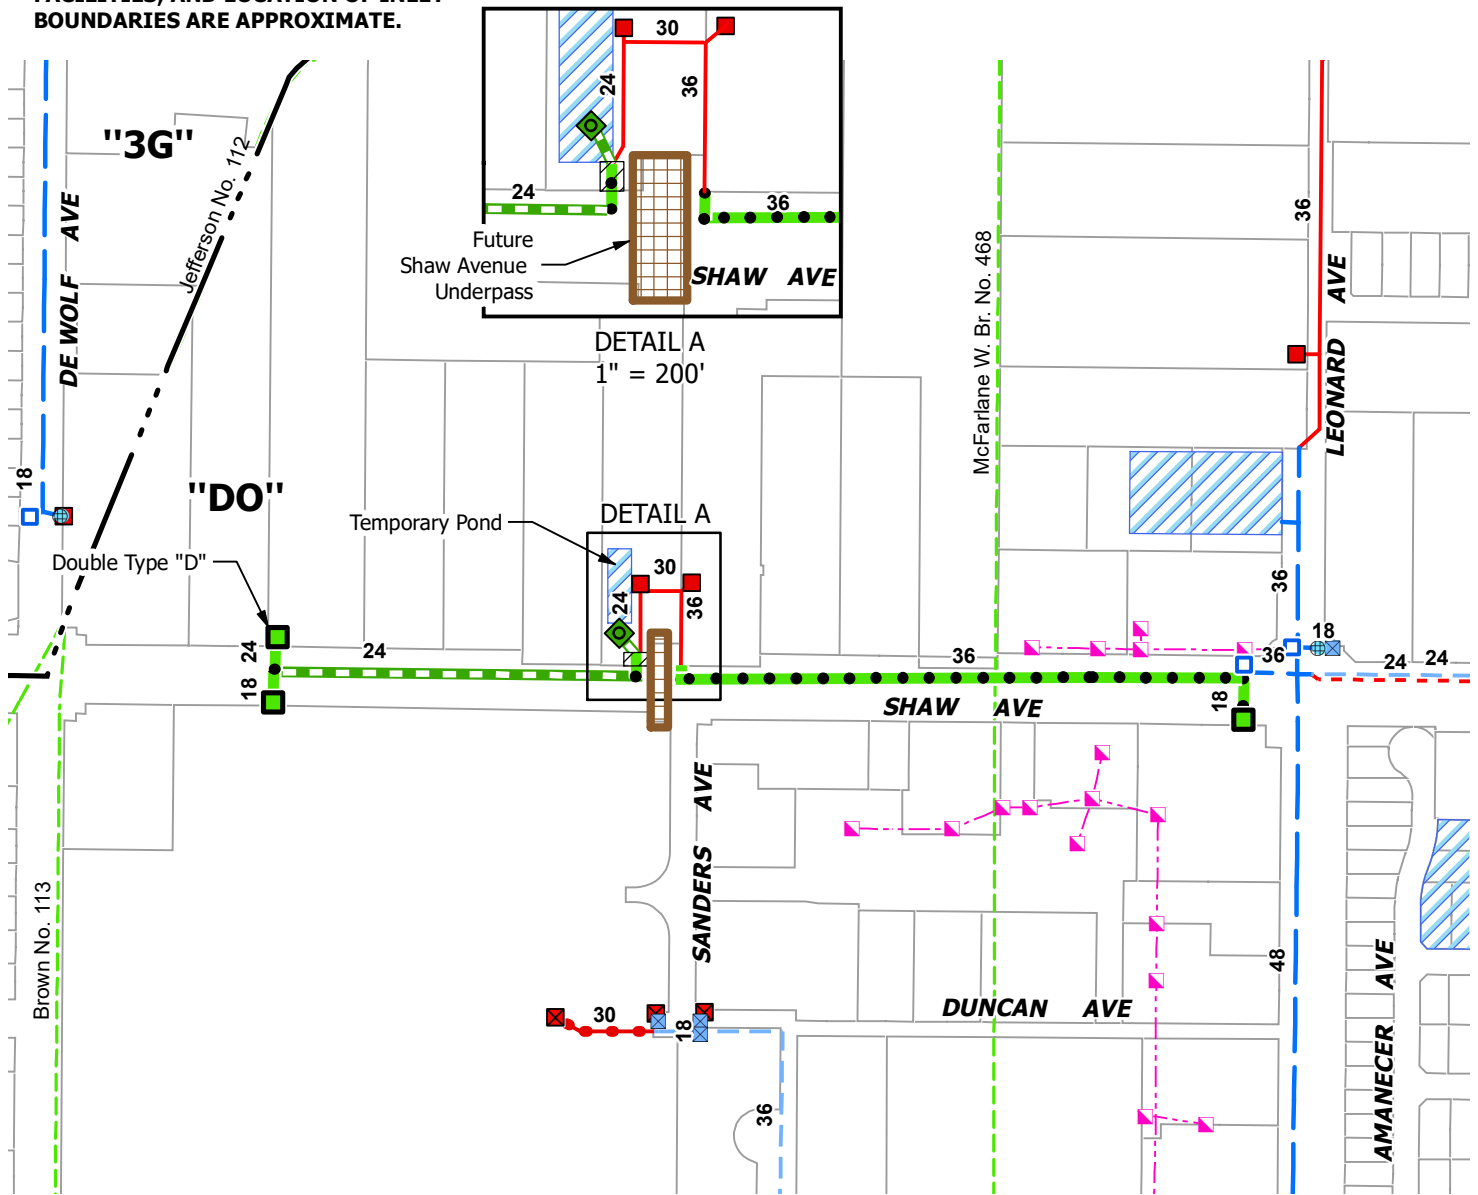 BOUNDARIES ARE APPROXIMATE.
30
24
36
24
36
Future
Shaw Avenue
Underpass
SHAW AVE
DETAIL A
1" = 200'
"3G"
Jefferson No. 112
DE WOLF AVE
18
"DO"
Temporary Pond
Double Type "D"
DETAIL A
30
24
36
24
24
18
McFarlane W. Br. No. 468
36
LEONARD AVE
36
18
36
36
24
24
18
SHAW AVE
SANDERS AVE
Brown No. 113
30
18
36
DUNCAN AVE
48
AMANECER AVE